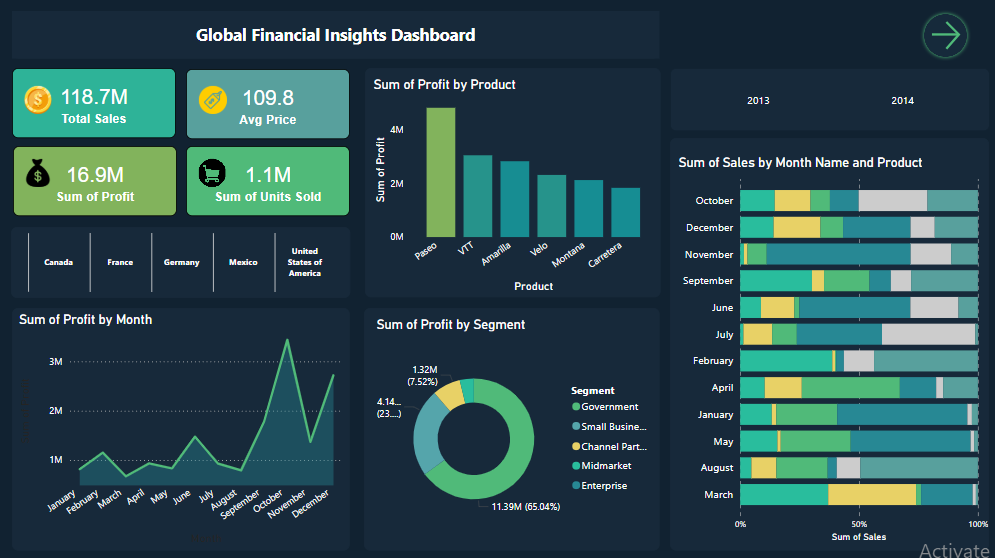 Global Financial Insights Dashboard
118.7M
Total Sales
109.8
Avg Price
16.9M
Sum of Profit
1.1M
Sum of Units Sold
Canada
France
Germany
Mexico
United
States of
America
Sum of Profit by Product
Sum of Profit
4M
2M
0M
Paseo
VTT
Amarilla
Velo
Montana
Carretera
Product
2013
2014
Sum of Profit by Month
3M
2M
1M
January
February
March
April
May
June
July
August
September
October
November
December
Sum of Profit by Segment
1.32M
(7.52%)
4.14...
(23....)
11.39M (65.04%)
Segment
Government
Small Busine...
Channel Part...
Midmarket
Enterprise
Sum of Sales by Month Name and Product
October
December
November
September
June
July
February
April
January
May
August
March
0%
50%
100%
Sum of Sales
Activate